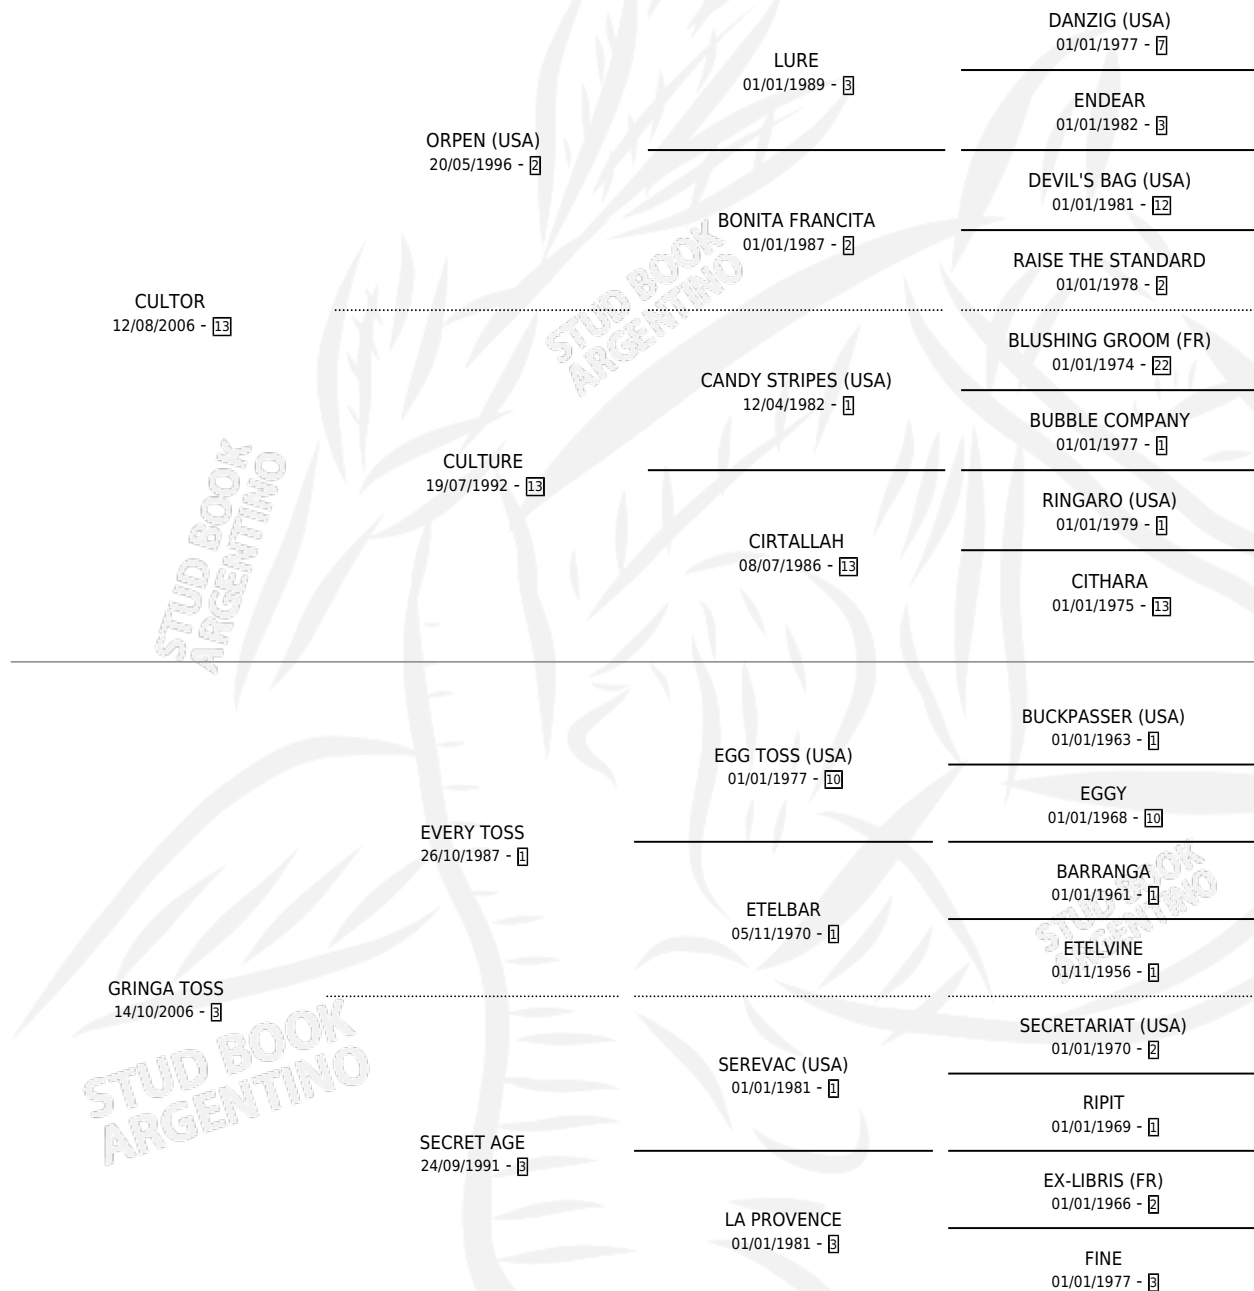 DANZIG (USA)
01/01/1977 - 7
LURE
01/01/1989 - 3
ENDEAR
01/01/1982 - 3
ORPEN (USA)
20/05/1996 - 2
DEVIL'S BAG (USA)
01/01/1981 - 12
BONITA FRANCITA
01/01/1987 - 2
RAISE THE STANDARD
01/01/1978 - 2
CULTOR
12/08/2006 - 13
BLUSHING GROOM (FR)
01/01/1974 - 22
CANDY STRIPES (USA)
12/04/1982 - 1
BUBBLE COMPANY
01/01/1977 - 1
CULTURE
19/07/1992 - 13
RINGARO (USA)
01/01/1979 - 1
CIRTALLAH
08/07/1986 - 13
CITHARA
01/01/1975 - 13
BUCKPASSER (USA)
01/01/1963 - 1
EGG TOSS (USA)
01/01/1977 - 10
EGGY
01/01/1968 - 10
EVERY TOSS
26/10/1987 - 1
BARRANGA
01/01/1961 - 1
ETELBAR
05/11/1970 - 1
ETELVINE
01/11/1956 - 1
GRINGA TOSS
14/10/2006 - 3
SECRETARIAT (USA)
01/01/1970 - 2
SEREVAC (USA)
01/01/1981 - 1
RIPIT
01/01/1969 - 1
SECRET AGE
24/09/1991 - 3
EX-LIBRIS (FR)
01/01/1966 - 2
LA PROVENCE
01/01/1981 - 3
FINE
01/01/1977 - 3
STUD BOOK
ARGENTINO
STUD BOOK
ARGENTINO
STUD BOOK
ARGENTINO
STUD BOOK
ARGENTINO